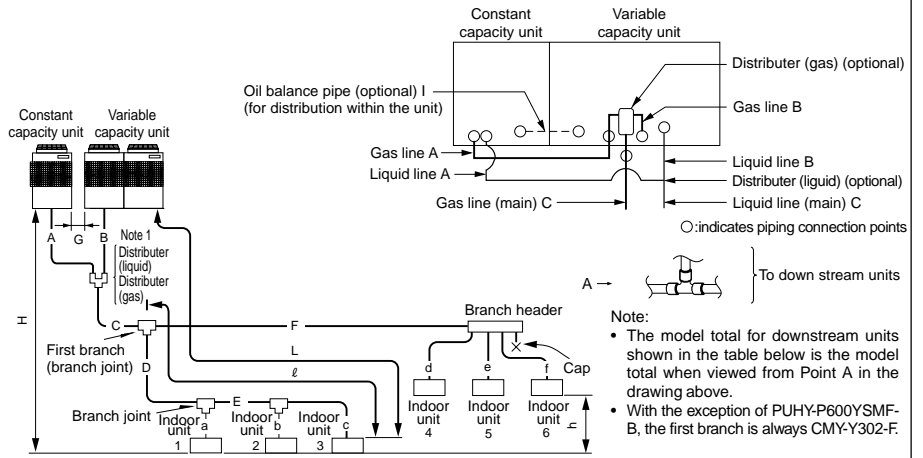 Constant
capacity unit
Variable
capacity unit
Distributer (gas) (optional)
Oil balance pipe (optional) I
(for distribution within the unit)
Gas line B
Gas line A
Liquid line A
Liquid line B
Distributer (liguid) (optional)
Gas line (main) C
Liquid line (main) C
○:indicates piping connection points
Constant
capacity unit
Variable
capacity unit
A
G
B
Note 1
Distributer
(liquid)
Distributer
(gas)
H
C
First branch
(branch joint)
D
F
L
ℓ
Branch header
Cap
d
e
f
Indoor
unit
4
Indoor
unit
5
Indoor
unit
6
h
Branch joint
E
Indoor
unit
1
a
Indoor
unit
2
b
Indoor
unit
3
c
A
To down stream units
Note:
• The model total for downstream units
shown in the table below is the model
total when viewed from Point A in the
drawing above.
• With the exception of PUHY-P600YSMF-
B, the first branch is always CMY-Y302-F.